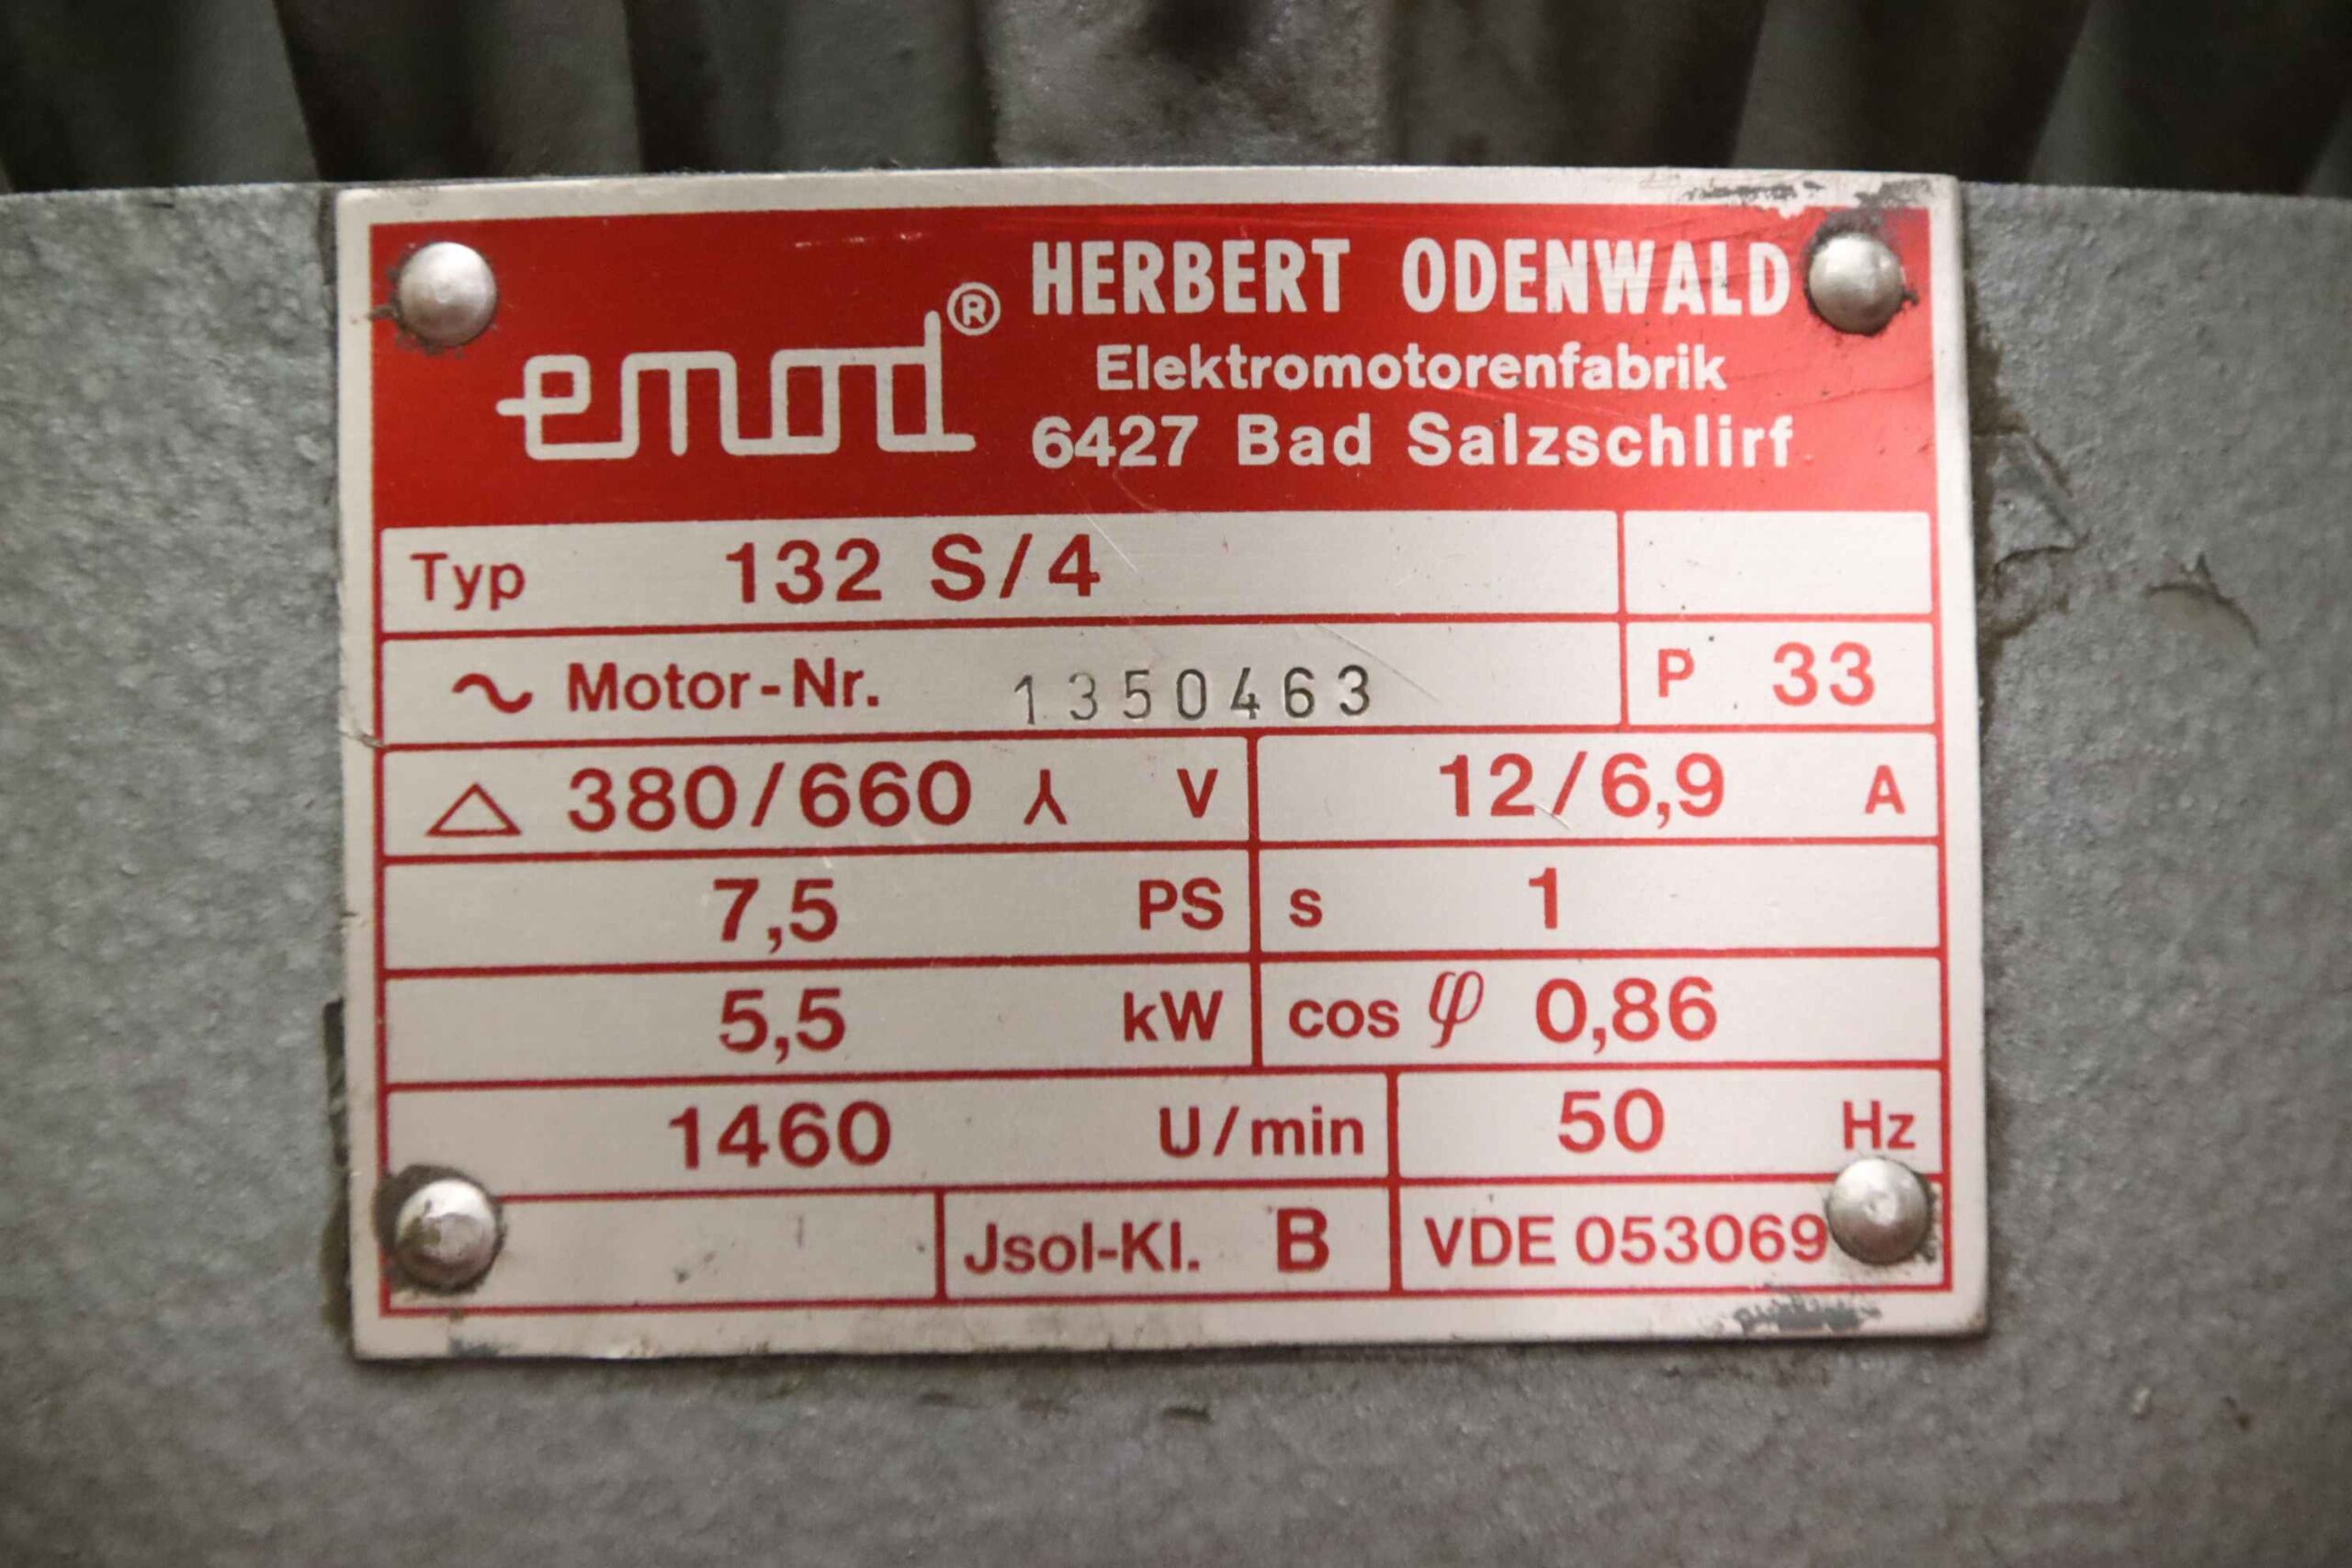 emod® HERBERT ODENWALD
Elektromotorenfabrik
6427 Bad Salzschlirf
Typ 132 S/4
~ Motor-Nr. 1350463 P 33
△ 380/660 ⅄ V 12/6,9 A
7,5 PS s 1
5,5 kW cos φ 0,86
1460 U/min 50 Hz
Jsol-Kl. B VDE 053069